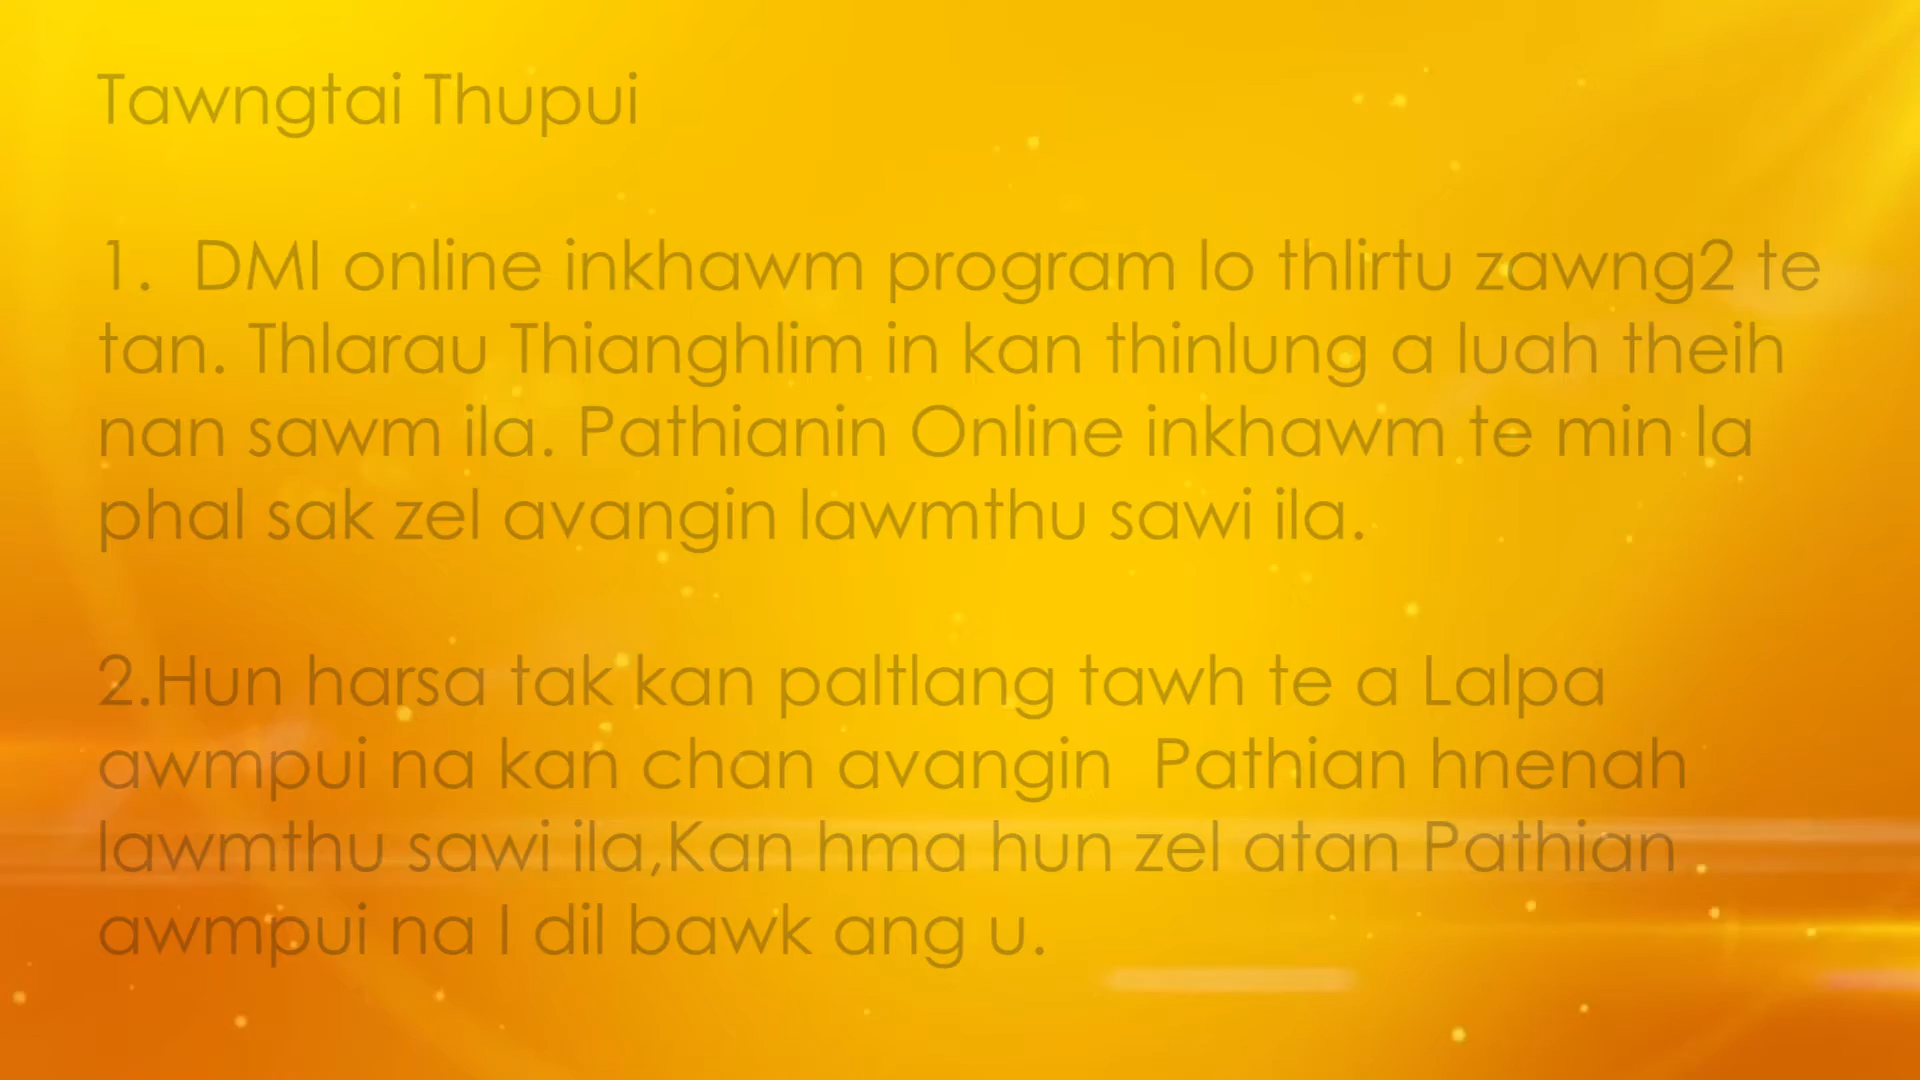 Tawngtai Thupui
1. DMI online inkhawm program lo thlirtu zawng2 te
tan. Thlarau Thianghlim in kan thinlung a luah theih
nan sawm ila. Pathianin Online inkhawm te min la
phal sak zel avangin lawmthu sawi ila.
2.Hun harsa tak kan paltlang tawh te a Lalpa
awmpui na kan chan avangin Pathian hnenah
lawmthu sawi ila,Kan hma hun zel atan Pathian
awmpui na I dil bawk ang u.